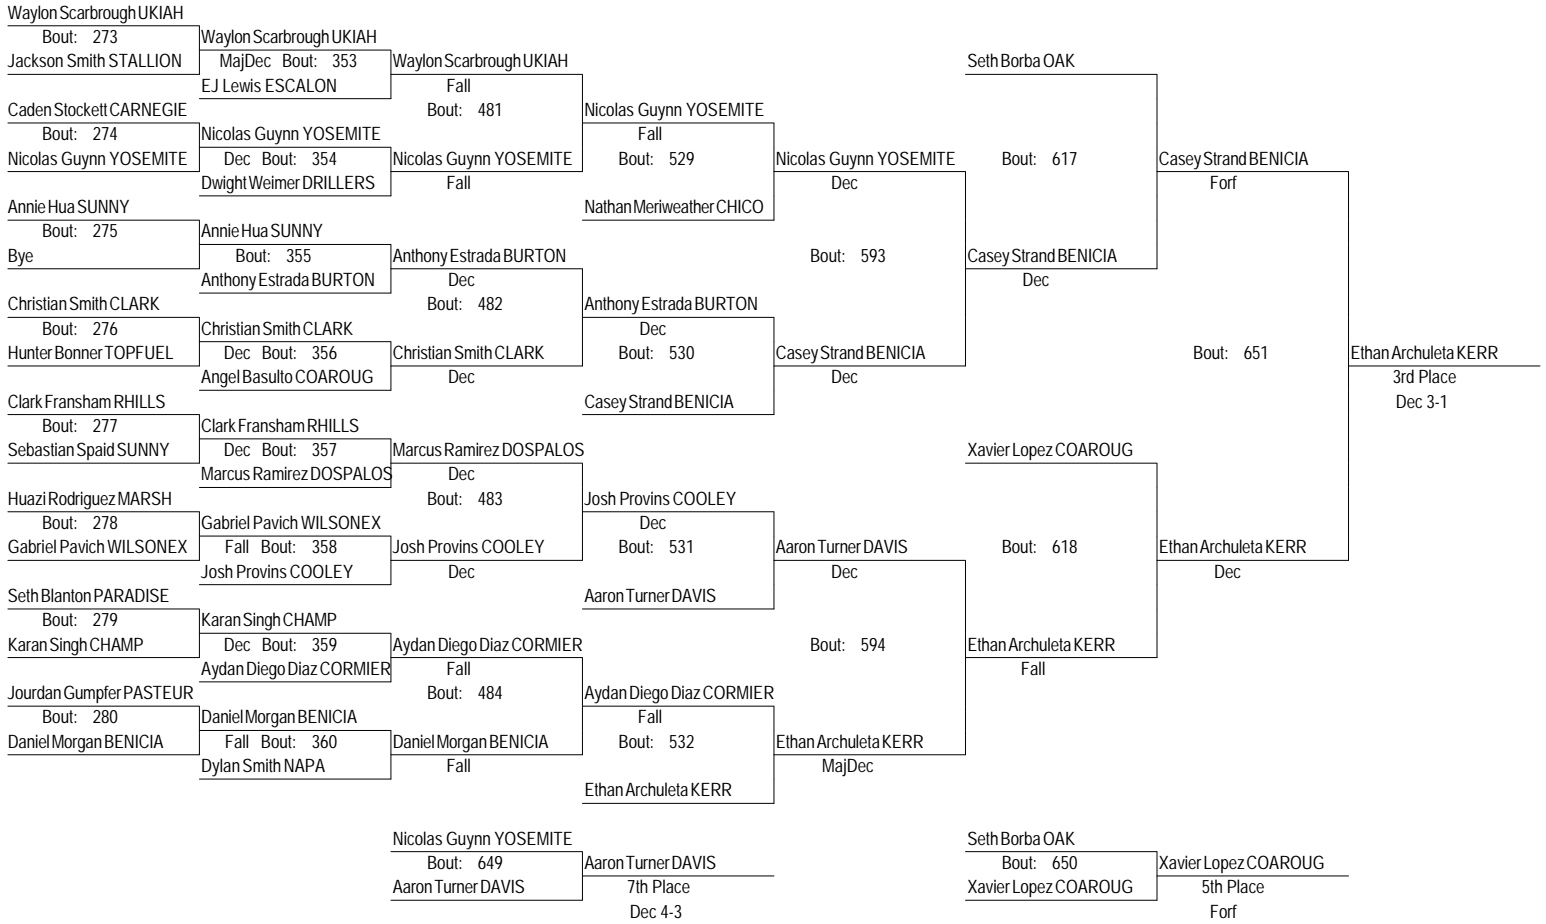 Waylon Scarbrough UKIAH
Bout: 273
Jackson Smith STALLION
Caden Stockett CARNEGIE
Bout: 274
Nicolas Guynn YOSEMITE
Annie Hua SUNNY
Bout: 275
Bye
Christian Smith CLARK
Bout: 276
Hunter Bonner TOPFUEL
Clark Fransham RHILLS
Bout: 277
Sebastian Spaid SUNNY
Huazi Rodriguez MARSH
Bout: 278
Gabriel Pavich WILSONEX
Seth Blanton PARADISE
Bout: 279
Karan Singh CHAMP
Jourdan Gumpfer PASTEUR
Bout: 280
Daniel Morgan BENICIA
Waylon Scarbrough UKIAH
MajDec Bout: 353
EJ Lewis ESCALON
Nicolas Guynn YOSEMITE
Dec Bout: 354
Dwight Weimer DRILLERS
Annie Hua SUNNY
Bout: 355
Anthony Estrada BURTON
Christian Smith CLARK
Dec Bout: 356
Angel Basulto COAROUG
Clark Fransham RHILLS
Dec Bout: 357
Marcus Ramirez DOSPALOS
Gabriel Pavich WILSONEX
Fall Bout: 358
Josh Provins COOLEY
Karan Singh CHAMP
Dec Bout: 359
Aydan Diego Diaz CORMIER
Daniel Morgan BENICIA
Fall Bout: 360
Dylan Smith NAPA
Waylon Scarbrough UKIAH
Fall
Bout: 481
Nicolas Guynn YOSEMITE
Fall
Anthony Estrada BURTON
Dec
Bout: 482
Christian Smith CLARK
Dec
Marcus Ramirez DOSPALOS
Dec
Bout: 483
Josh Provins COOLEY
Dec
Aydan Diego Diaz CORMIER
Fall
Bout: 484
Daniel Morgan BENICIA
Fall
Nicolas Guynn YOSEMITE
Fall
Bout: 529
Nathan Meriweather CHICO
Anthony Estrada BURTON
Dec
Bout: 530
Casey Strand BENICIA
Josh Provins COOLEY
Dec
Bout: 531
Aaron Turner DAVIS
Aydan Diego Diaz CORMIER
Fall
Bout: 532
Ethan Archuleta KERR
Nicolas Guynn YOSEMITE
Dec
Bout: 593
Casey Strand BENICIA
Dec
Aaron Turner DAVIS
Dec
Bout: 594
Ethan Archuleta KERR
MajDec
Seth Borba OAK
Bout: 617
Casey Strand BENICIA
Dec
Xavier Lopez COAROUG
Bout: 618
Ethan Archuleta KERR
Fall
Casey Strand BENICIA
Forf
Bout: 651
Ethan Archuleta KERR
Dec
Ethan Archuleta KERR
3rd Place
Dec 3-1
Nicolas Guynn YOSEMITE
Bout: 649
Aaron Turner DAVIS
Aaron Turner DAVIS
7th Place
Dec 4-3
Seth Borba OAK
Bout: 650
Xavier Lopez COAROUG
Xavier Lopez COAROUG
5th Place
Forf